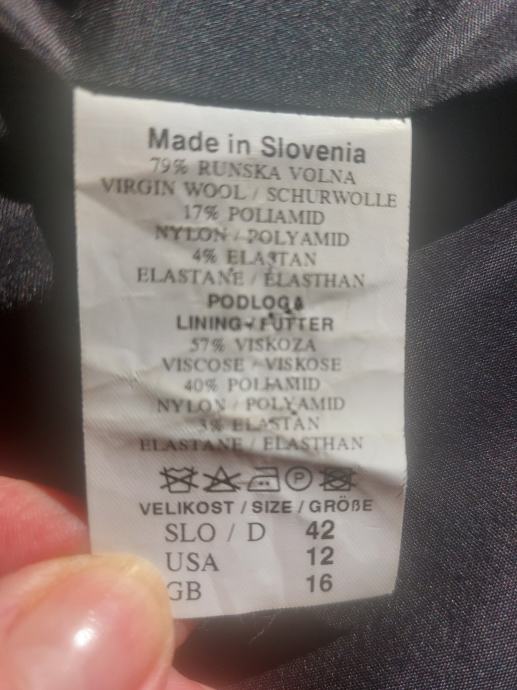 Made in Slovenia
79% RUNSKA VOLNA
VIRGIN WOOL / SCHURWOLLE
17% POLIAMID
NYLON / POLYAMID
4% ELASTAN
ELASTANE / ELASTHAN
PODLOGA
LINING / FUTTER
57% VISKOZA
VISCOSE / VISKOSE
40% POLIAMID
NYLON / POLYAMID
3% ELASTAN
ELASTANE / ELASTHAN
P
VELIKOST / SIZE / GRÖßE
SLO / D 42
USA 12
GB 16